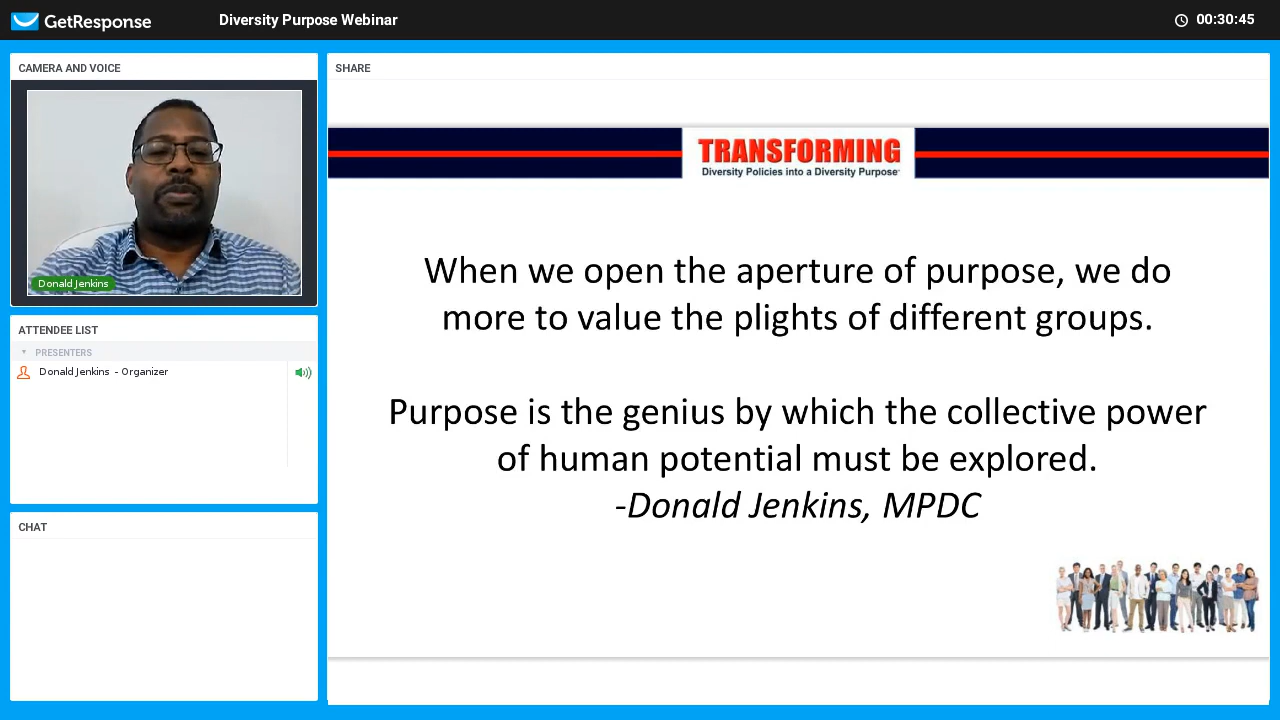 GetResponse
Diversity Purpose Webinar
00:30:45
CAMERA AND VOICE
Donald Jenkins
ATTENDEE LIST
PRESENTERS
Donald Jenkins - Organizer
CHAT
SHARE
TRANSFORMING
Diversity Policies into a Diversity Purpose
When we open the aperture of purpose, we do
more to value the plights of different groups.
Purpose is the genius by which the collective power
of human potential must be explored.
-Donald Jenkins, MPDC